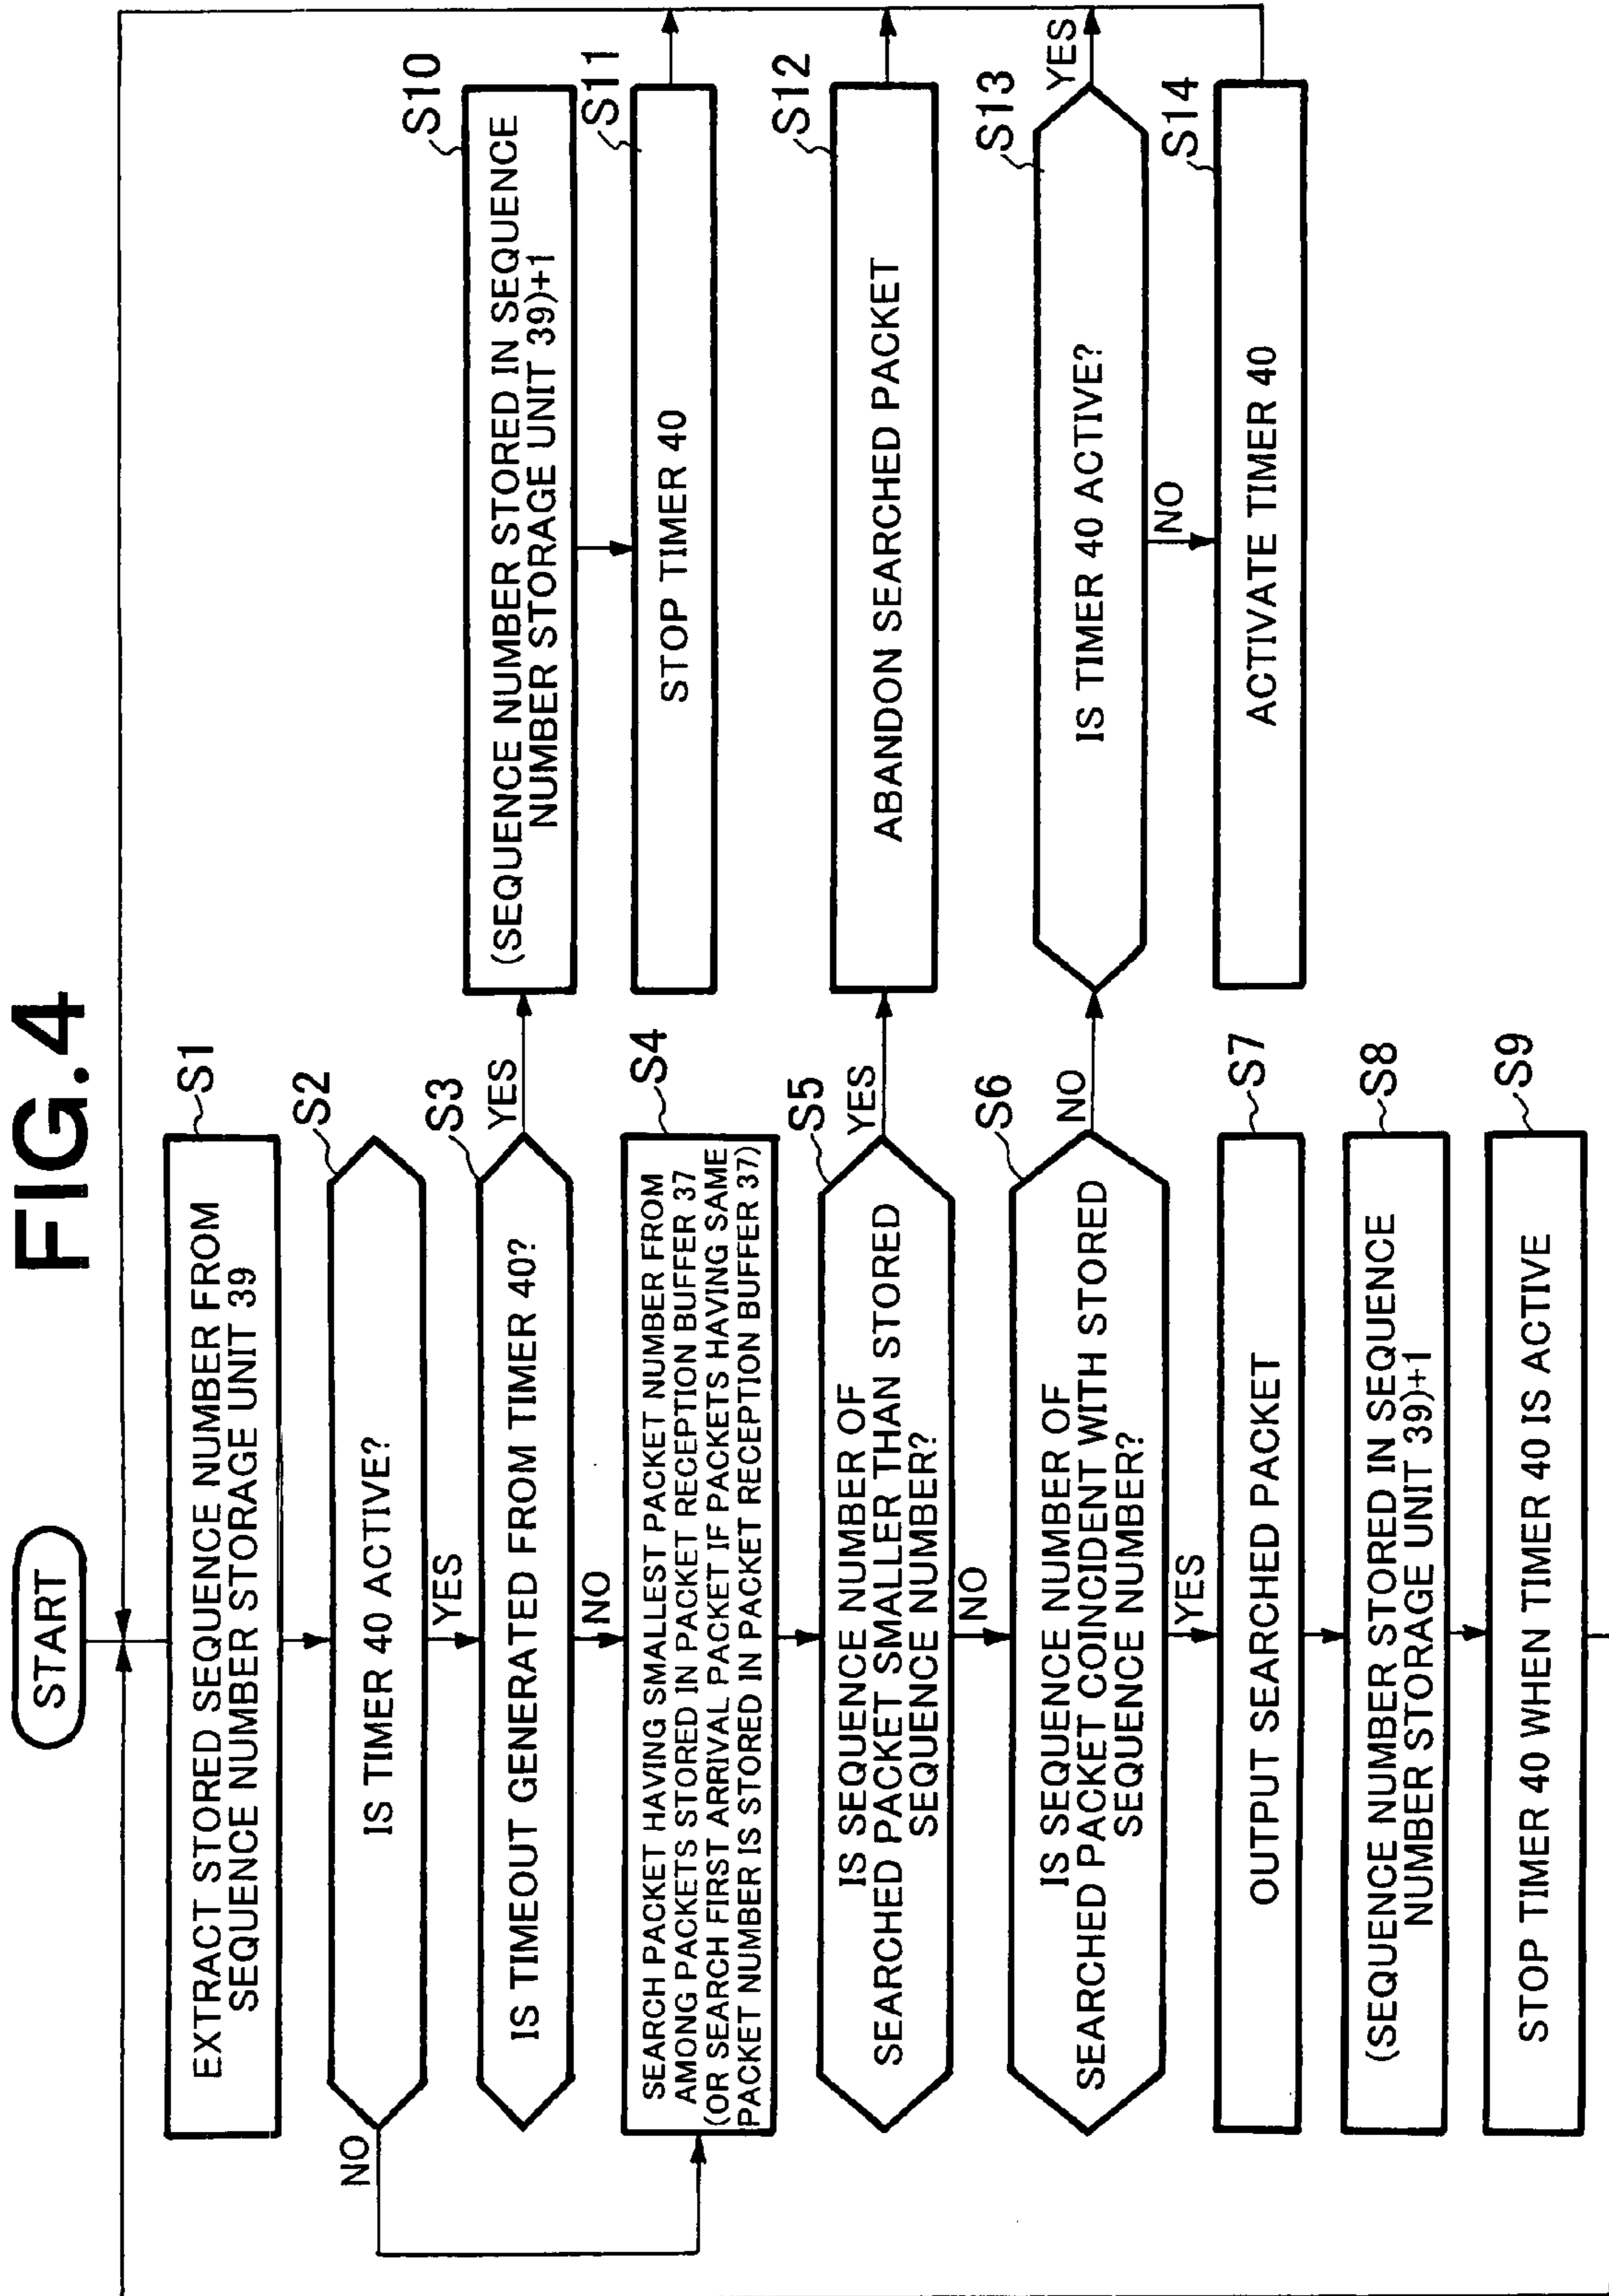 FIG.4
START
S1
EXTRACT STORED SEQUENCE NUMBER FROM
SEQUENCE NUMBER STORAGE UNIT 39
S2
IS TIMER 40 ACTIVE?
NO
YES
S3
IS TIMEOUT GENERATED FROM TIMER 40?
YES
NO
S4
SEARCH PACKET HAVING SMALLEST PACKET NUMBER FROM
AMONG PACKETS STORED IN PACKET RECEPTION BUFFER 37
(OR SEARCH FIRST ARRIVAL PACKET IF PACKETS HAVING SAME
PACKET NUMBER IS STORED IN PACKET RECEPTION BUFFER 37)
S5
IS SEQUENCE NUMBER OF
SEARCHED PACKET SMALLER THAN STORED
SEQUENCE NUMBER?
YES
NO
S6
IS SEQUENCE NUMBER OF
SEARCHED PACKET COINCIDENT WITH STORED
SEQUENCE NUMBER?
NO
YES
S7
OUTPUT SEARCHED PACKET
S8
(SEQUENCE NUMBER STORED IN SEQUENCE
NUMBER STORAGE UNIT 39)+1
S9
STOP TIMER 40 WHEN TIMER 40 IS ACTIVE
S10
(SEQUENCE NUMBER STORED IN SEQUENCE
NUMBER STORAGE UNIT 39)+1
S11
STOP TIMER 40
S12
ABANDON SEARCHED PACKET
S13
IS TIMER 40 ACTIVE?
YES
NO
S14
ACTIVATE TIMER 40